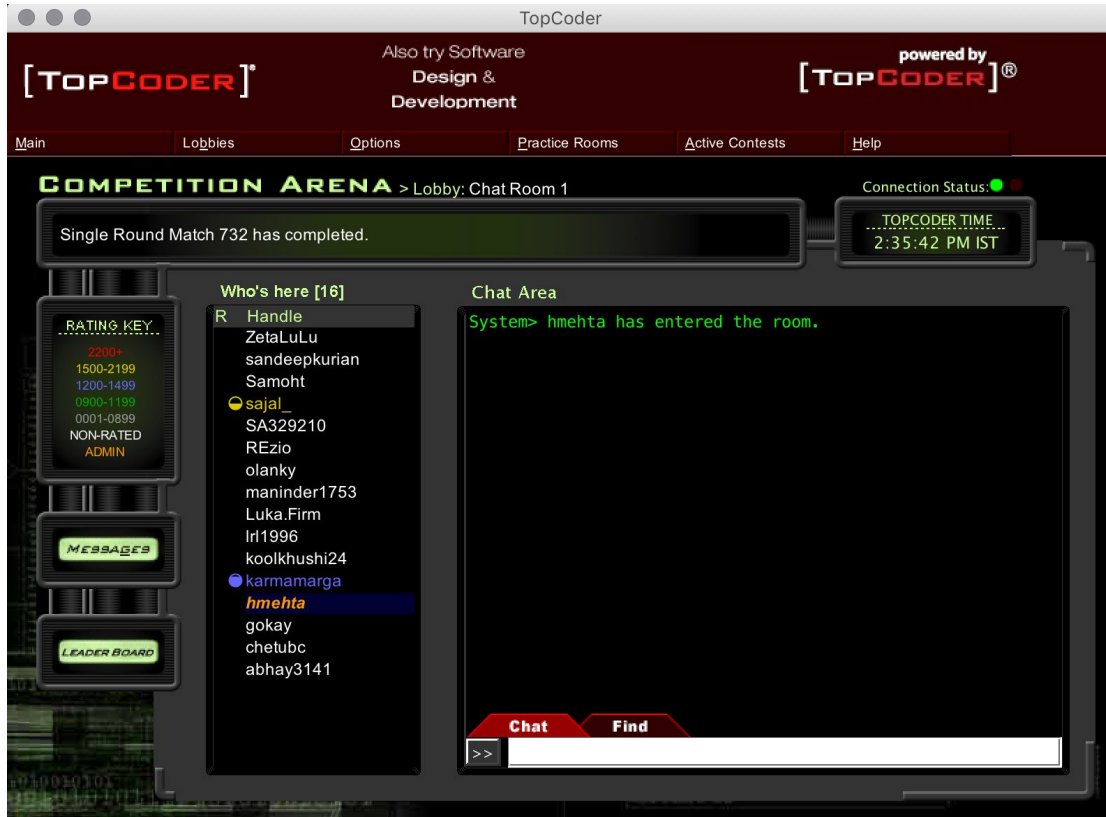 TopCoder
[TOPCODER]®
Also try Software
Design &
Development
powered by
[TOPCODER]®
Main Lobbies Options Practice Rooms Active Contests Help
COMPETITION ARENA > Lobby: Chat Room 1
Connection Status:
Single Round Match 732 has completed.
TOPCODER TIME
2:35:42 PM IST
RATING KEY
2200+
1500-2199
1200-1499
0900-1199
0001-0899
NON-RATED
ADMIN
MESSAGES
LEADER BOARD
Who's here [16]
R Handle
ZetaLuLu
sandeepkurian
Samoht
sajal_
SA329210
REzio
olanky
maninder1753
Luka.Firm
lrl1996
koolkhushi24
karmamarga
hmehta
gokay
chetubc
abhay3141
Chat Area
System> hmehta has entered the room.
Chat Find
>>